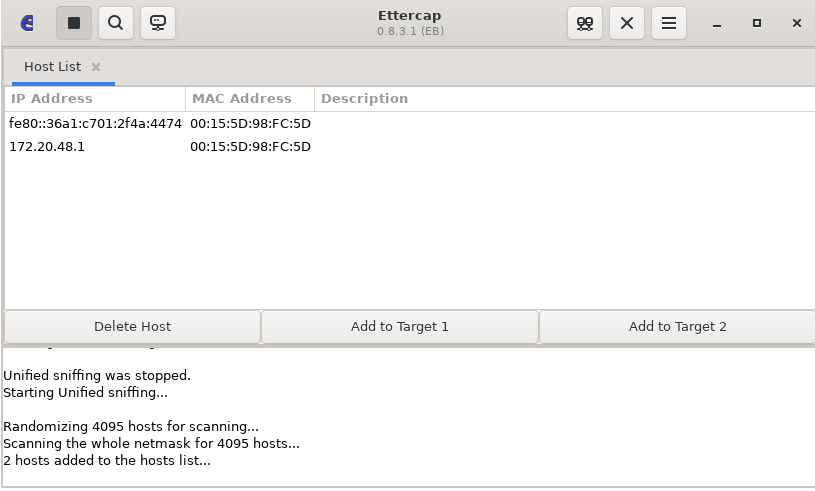 Ettercap
0.8.3.1 (EB)
Host List
IP Address MAC Address Description
fe80::36a1:c701:2f4a:4474 00:15:5D:98:FC:5D
172.20.48.1 00:15:5D:98:FC:5D
Delete Host Add to Target 1 Add to Target 2
Unified sniffing was stopped.
Starting Unified sniffing...
Randomizing 4095 hosts for scanning...
Scanning the whole netmask for 4095 hosts...
2 hosts added to the hosts list...